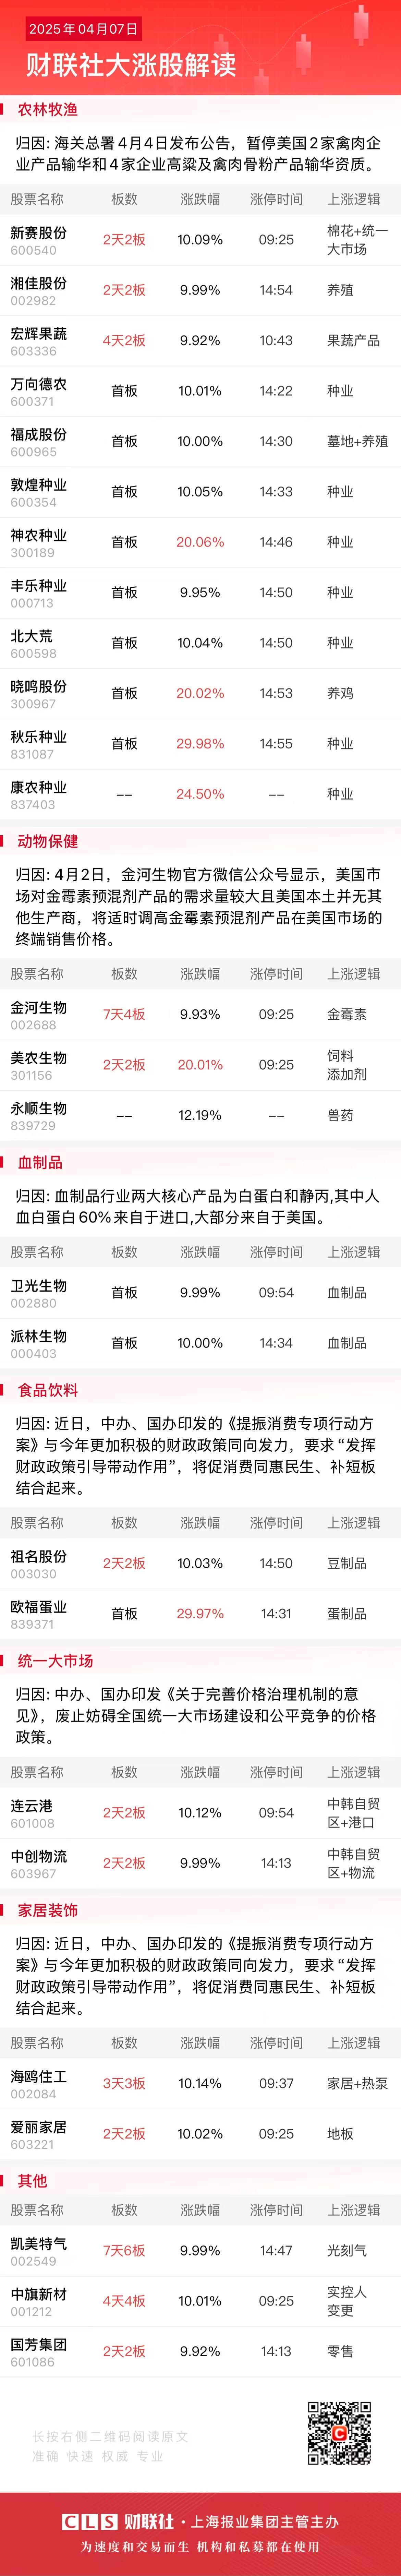 2025年04月07日
财联社大涨股解读
农林牧渔
归因: 海关总署4月4日发布公告，暂停美国2家禽肉企
业产品输华和4家企业高粱及禽肉骨粉产品输华资质。
股票名称 板数 涨跌幅 涨停时间 上涨逻辑
新赛股份 2天2板 10.09% 09:25 棉花+统一
600540 大市场
湘佳股份 2天2板 9.99% 14:54 养殖
002982
宏辉果蔬 4天2板 9.92% 10:43 果蔬产品
603336
万向德农 首板 10.01% 14:22 种业
600371
福成股份 首板 10.00% 14:30 墓地+养殖
600965
敦煌种业 首板 10.05% 14:33 种业
600354
神农种业 首板 20.06% 14:46 种业
300189
丰乐种业 首板 9.95% 14:50 种业
000713
北大荒 首板 10.04% 14:50 种业
600598
晓鸣股份 首板 20.02% 14:53 养鸡
300967
秋乐种业 首板 29.98% 14:55 种业
831087
康农种业 -- 24.50% -- 种业
837403
动物保健
归因: 4月2日，金河生物官方微信公众号显示，美国市
场对金霉素预混剂产品的需求量较大且美国本土并无其
他生产商，将适时调高金霉素预混剂产品在美国市场的
终端销售价格。
股票名称 板数 涨跌幅 涨停时间 上涨逻辑
金河生物 7天4板 9.93% 09:25 金霉素
002688
美农生物 2天2板 20.01% 09:25 饲料
301156 添加剂
永顺生物 -- 12.19% -- 兽药
839729
血制品
归因: 血制品行业两大核心产品为白蛋白和静丙,其中人
血白蛋白60%来自于进口,大部分来自于美国。
股票名称 板数 涨跌幅 涨停时间 上涨逻辑
卫光生物 首板 9.99% 09:54 血制品
002880
派林生物 首板 10.00% 14:34 血制品
000403
食品饮料
归因: 近日，中办、国办印发的《提振消费专项行动方
案》与今年更加积极的财政政策同向发力，要求“发挥
财政政策引导带动作用”，将促消费同惠民生、补短板
结合起来。
股票名称 板数 涨跌幅 涨停时间 上涨逻辑
祖名股份 2天2板 10.03% 14:50 豆制品
003030
欧福蛋业 首板 29.97% 14:31 蛋制品
839371
统一大市场
归因: 中办、国办印发《关于完善价格治理机制的意
见》，废止妨碍全国统一大市场建设和公平竞争的价格
政策。
股票名称 板数 涨跌幅 涨停时间 上涨逻辑
连云港 2天2板 10.12% 09:54 中韩自贸
601008 区+港口
中创物流 2天2板 9.99% 14:13 中韩自贸
603967 区+物流
家居装饰
归因: 近日，中办、国办印发的《提振消费专项行动方
案》与今年更加积极的财政政策同向发力，要求“发挥
财政政策引导带动作用”，将促消费同惠民生、补短板
结合起来。
股票名称 板数 涨跌幅 涨停时间 上涨逻辑
海鸥住工 3天3板 10.14% 09:37 家居+热泵
002084
爱丽家居 2天2板 10.02% 09:25 地板
603221
其他
股票名称 板数 涨跌幅 涨停时间 上涨逻辑
凯美特气 7天6板 9.99% 14:47 光刻气
002549
中旗新材 4天4板 10.01% 09:25 实控人
001212 变更
国芳集团 2天2板 9.92% 14:13 零售
601086
长按右侧二维码阅读原文
准确 快速 权威 专业
CLS 财联社·上海报业集团主管主办
为速度和交易而生 机构和私募都在使用